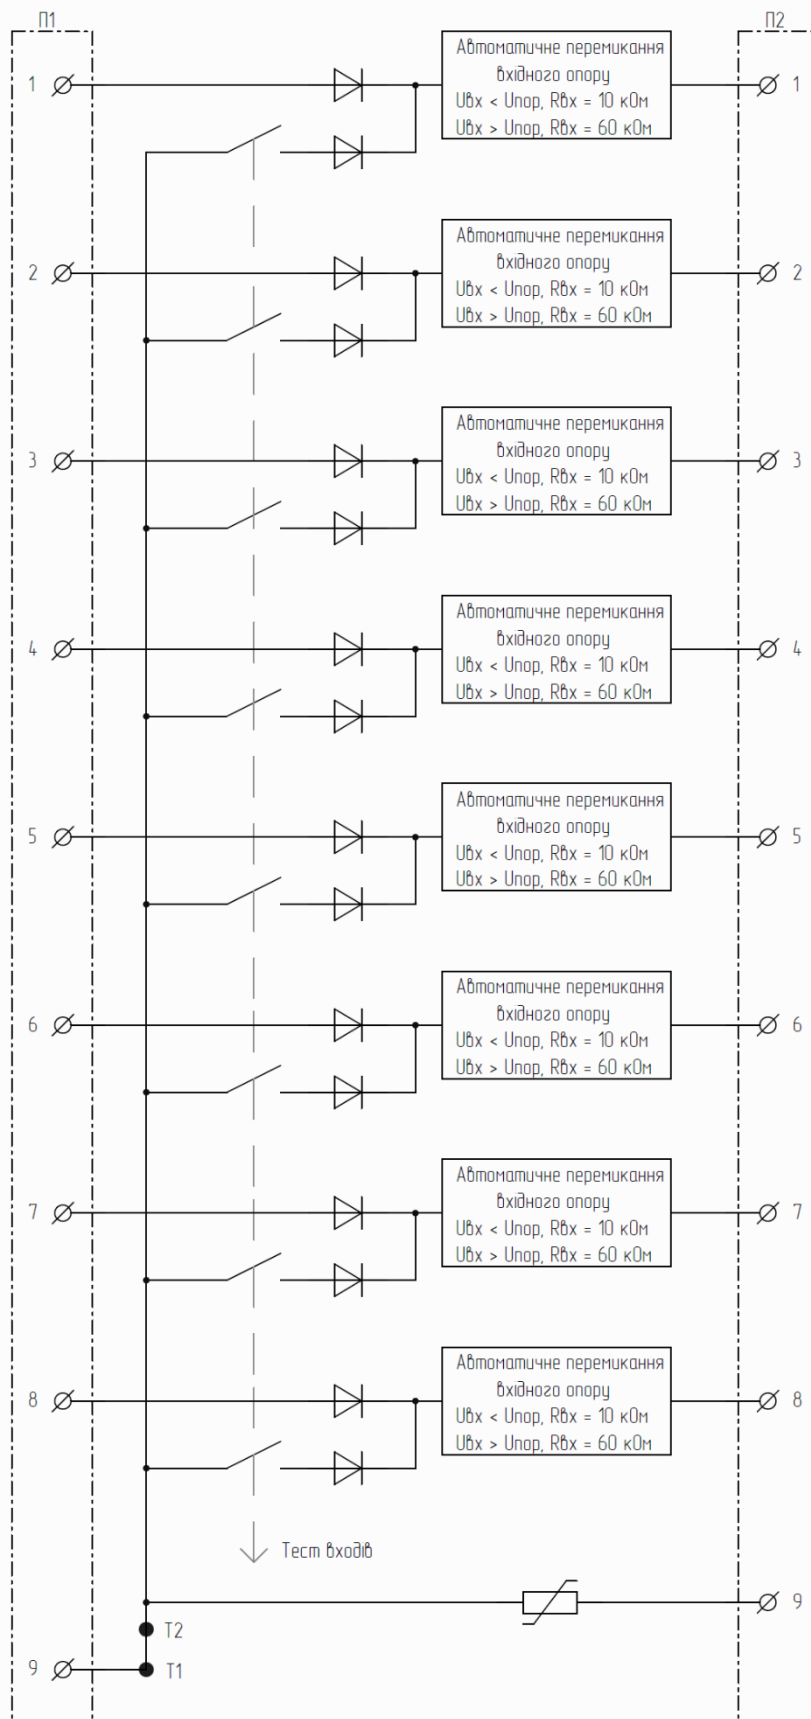 П1
П2
1
Автоматичне перемикання
вхідного опору
Uвх < Uпор, Rвх = 10 кОм
Uвх > Uпор, Rвх = 60 кОм
1
2
Автоматичне перемикання
вхідного опору
Uвх < Uпор, Rвх = 10 кОм
Uвх > Uпор, Rвх = 60 кОм
2
3
Автоматичне перемикання
вхідного опору
Uвх < Uпор, Rвх = 10 кОм
Uвх > Uпор, Rвх = 60 кОм
3
4
Автоматичне перемикання
вхідного опору
Uвх < Uпор, Rвх = 10 кОм
Uвх > Uпор, Rвх = 60 кОм
4
5
Автоматичне перемикання
вхідного опору
Uвх < Uпор, Rвх = 10 кОм
Uвх > Uпор, Rвх = 60 кОм
5
6
Автоматичне перемикання
вхідного опору
Uвх < Uпор, Rвх = 10 кОм
Uвх > Uпор, Rвх = 60 кОм
6
7
Автоматичне перемикання
вхідного опору
Uвх < Uпор, Rвх = 10 кОм
Uвх > Uпор, Rвх = 60 кОм
7
8
Автоматичне перемикання
вхідного опору
Uвх < Uпор, Rвх = 10 кОм
Uвх > Uпор, Rвх = 60 кОм
8
Тест входів
9
Т2
9
Т1